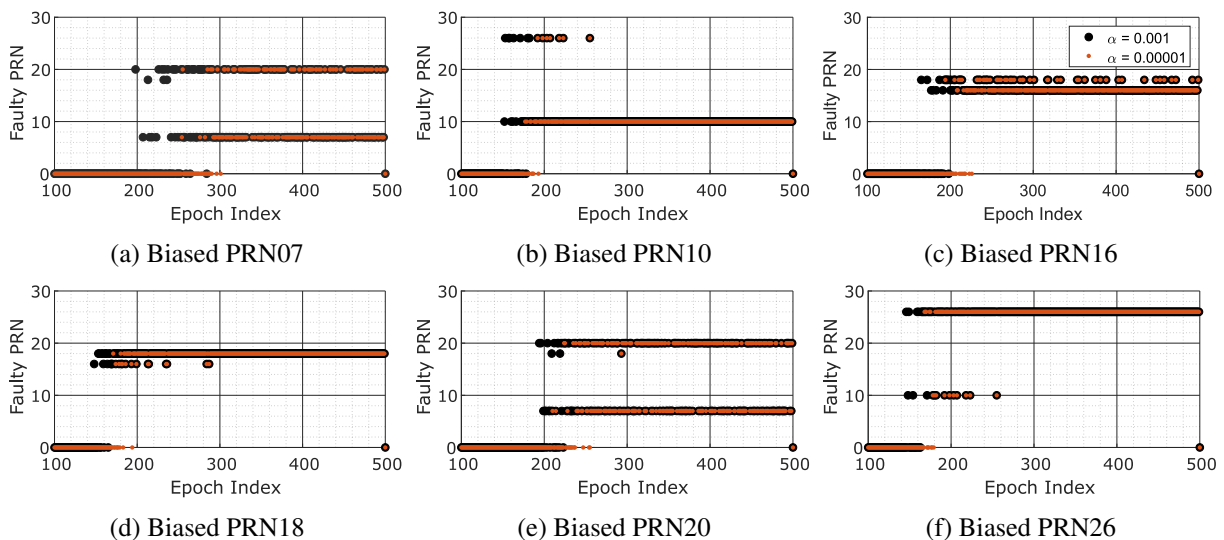 30
20
10
0
Faulty PRN
100 200 300 400 500
Epoch Index
(a) Biased PRN07
30
20
10
0
Faulty PRN
100 200 300 400 500
Epoch Index
(b) Biased PRN10
30
20
10
0
Faulty PRN
α = 0.001
α = 0.00001
100 200 300 400 500
Epoch Index
(c) Biased PRN16
30
20
10
0
Faulty PRN
100 200 300 400 500
Epoch Index
(d) Biased PRN18
30
20
10
0
Faulty PRN
100 200 300 400 500
Epoch Index
(e) Biased PRN20
30
20
10
0
Faulty PRN
100 200 300 400 500
Epoch Index
(f) Biased PRN26